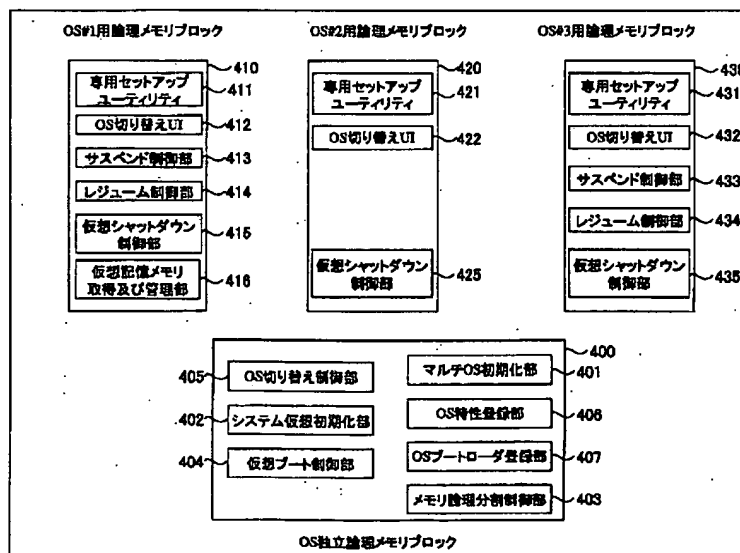 OS#1用論理メモリブロック
410
専用セットアップ
ユーティリティ
411
OS切り替えUI
412
サスペンド制御部
413
レジューム制御部
414
仮想シャットダウン
制御部
415
仮想記憶メモリ
取得及び管理部
416
OS#2用論理メモリブロック
420
専用セットアップ
ユーティリティ
421
OS切り替えUI
422
仮想シャットダウン
制御部
425
OS#3用論理メモリブロック
430
専用セットアップ
ユーティリティ
431
OS切り替えUI
432
サスペンド制御部
433
レジューム制御部
434
仮想シャットダウン
制御部
435
400
405
OS切り替え制御部
402
システム仮想初期化部
404
仮想ブート制御部
マルチOS初期化部
401
OS特性登録部
406
OSブートローダ登録部
407
メモリ論理分割制御部
403
OS独立論理メモリブロック